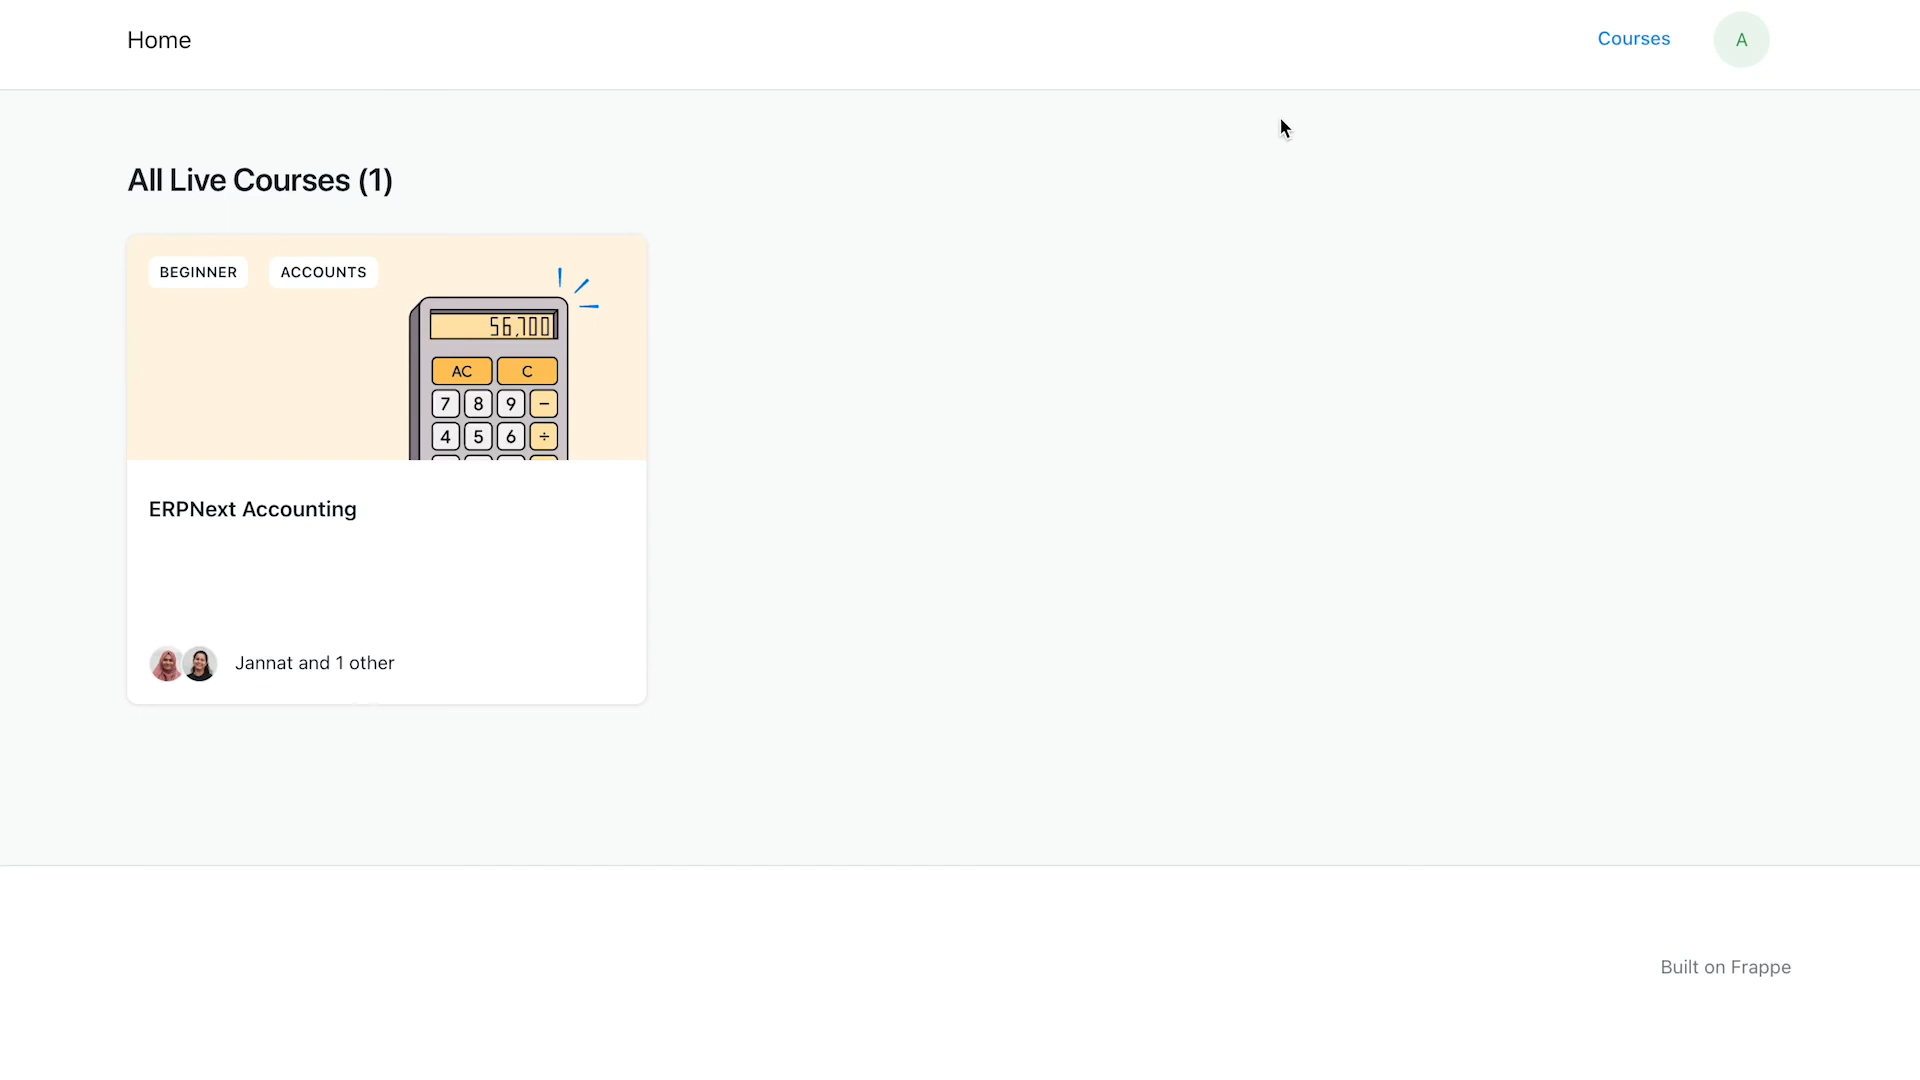 Home
Courses
A
All Live Courses (1)
BEGINNER
ACCOUNTS
56,700
AC
C
7
8
9
−
4
5
6
÷
ERPNext Accounting
Jannat and 1 other
Built on Frappe